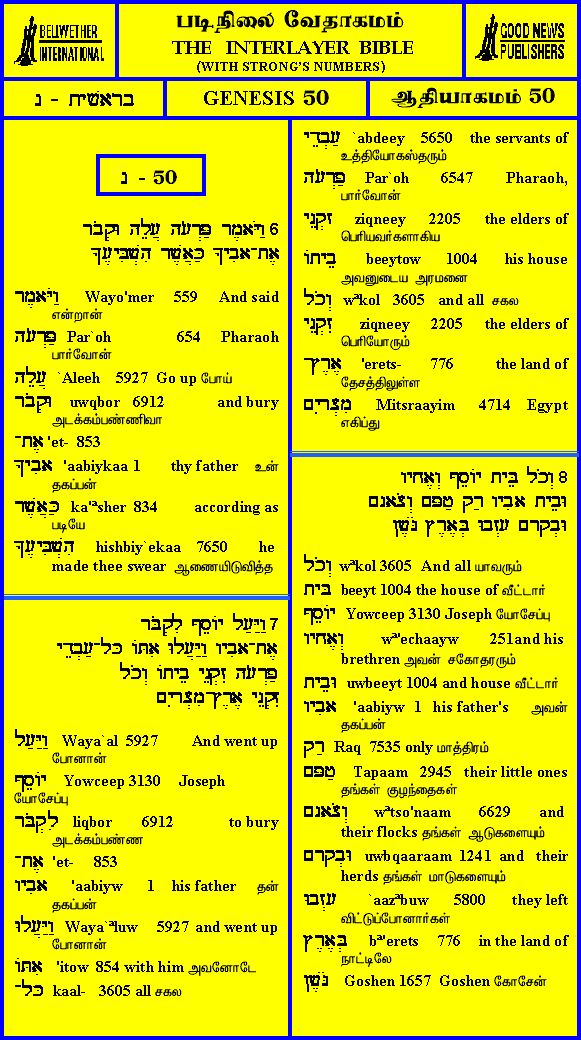 BELLWETHER
INTERNATIONAL
படிநிலை வேதாகமம்
THE INTERLAYER BIBLE
(WITH STRONG'S NUMBERS)
GOOD NEWS
PUBLISHERS
בראשית - נ
GENESIS 50
ஆதியாகமம் 50
נ - 50
6 וַיֹּאמֶר פַּרְעֹה עֲלֵה וּקְבֹר
אֶת־אָבִיךָ כַּאֲשֶׁר הִשְׁבִּיעֶךָ
וַיֹּאמֶר Wayo'mer 559 And said
என்றான்
פַּרְעֹה Par`oh 654 Pharaoh
பார்வோன்
עֲלֵה `Aleeh 5927 Go up போய்
וּקְבֹר uwqbor 6912 and bury
அடக்கம்பண்ணிவா
אֶת־ 'et- 853
אָבִיךָ 'aabiykaa 1 thy father உன்
தகப்பன்
כַּאֲשֶׁר ka'ªsher 834 according as
படியே
הִשְׁבִּיעֶךָ hishbiy`ekaa 7650 he
made thee swear ஆணையிடுவித்த
7 וַיַּעַל יוֹסֵף לִקְבֹּר
אֶת־אָבִיו וַיַּעֲלוּ אִתּוֹ כָּל־עַבְדֵי
פַרְעֹה זִקְנֵי בֵיתוֹ וְכֹל
זִקְנֵי אֶרֶץ־מִצְרָיִם
וַיַּעַל Waya`al 5927 And went up
போனான்
יוֹסֵף Yowceep 3130 Joseph
யோசேப்பு
לִקְבֹּר liqbor 6912 to bury
அடக்கம்பண்ண
אֶת־ 'et- 853
אָבִיו 'aabiyw 1 his father தன்
தகப்பன்
וַיַּעֲלוּ Waya`ªluw 5927 and went up
போனான்
אִתּוֹ 'itow 854 with him அவனோடே
כָּל־ kaal- 3605 all சகல
עַבְדֵי `abdeey 5650 the servants of
உத்தியோகஸ்தரும்
פַרְעֹה Par`oh 6547 Pharaoh,
பார்வோன்
זִקְנֵי ziqneey 2205 the elders of
பெரியவர்களாகிய
בֵיתוֹ beeytow 1004 his house
அவனுடைய அரமனை
וְכֹל wªkol 3605 and all சகல
זִקְנֵי ziqneey 2205 the elders of
பெரியோரும்
אֶרֶץ־ 'erets- 776 the land of
தேசத்திலுள்ள
מִצְרָיִם Mitsraayim 4714 Egypt
எகிப்து
8 וְכֹל בֵּית יוֹסֵף וְאֶחָיו
וּבֵית אָבִיו רַק טַפָּם וְצֹאנָם
וּבְקָרָם עָזְבוּ בְּאֶרֶץ גֹּשֶׁן
וְכֹל wªkol 3605 And all யாவரும்
בֵּית beeyt 1004 the house of வீட்டார்
יוֹסֵף Yowceep 3130 Joseph யோசேப்பு
וְאֶחָיו wª'echaayw 251and his
brethren அவன் சகோதரரும்
וּבֵית uwbeeyt 1004 and house வீட்டார்
אָבִיו 'aabiyw 1 his father's அவன்
தகப்பன்
רַק Raq 7535 only மாத்திரம்
טַפָּם Tapaam 2945 their little ones
தங்கள் குழந்தைகள்
וְצֹאנָם wªtso'naam 6629 and
their flocks தங்கள் ஆடுகளையும்
וּבְקָרָם uwbqaaraam 1241 and their
herds தங்கள் மாடுகளையும்
עָזְבוּ `aazªbuw 5800 they left
விட்டுப்போனார்கள்
בְּאֶרֶץ bª'erets 776 in the land of
நாட்டிலே
גֹּשֶׁן Goshen 1657 Goshen கோசேன்